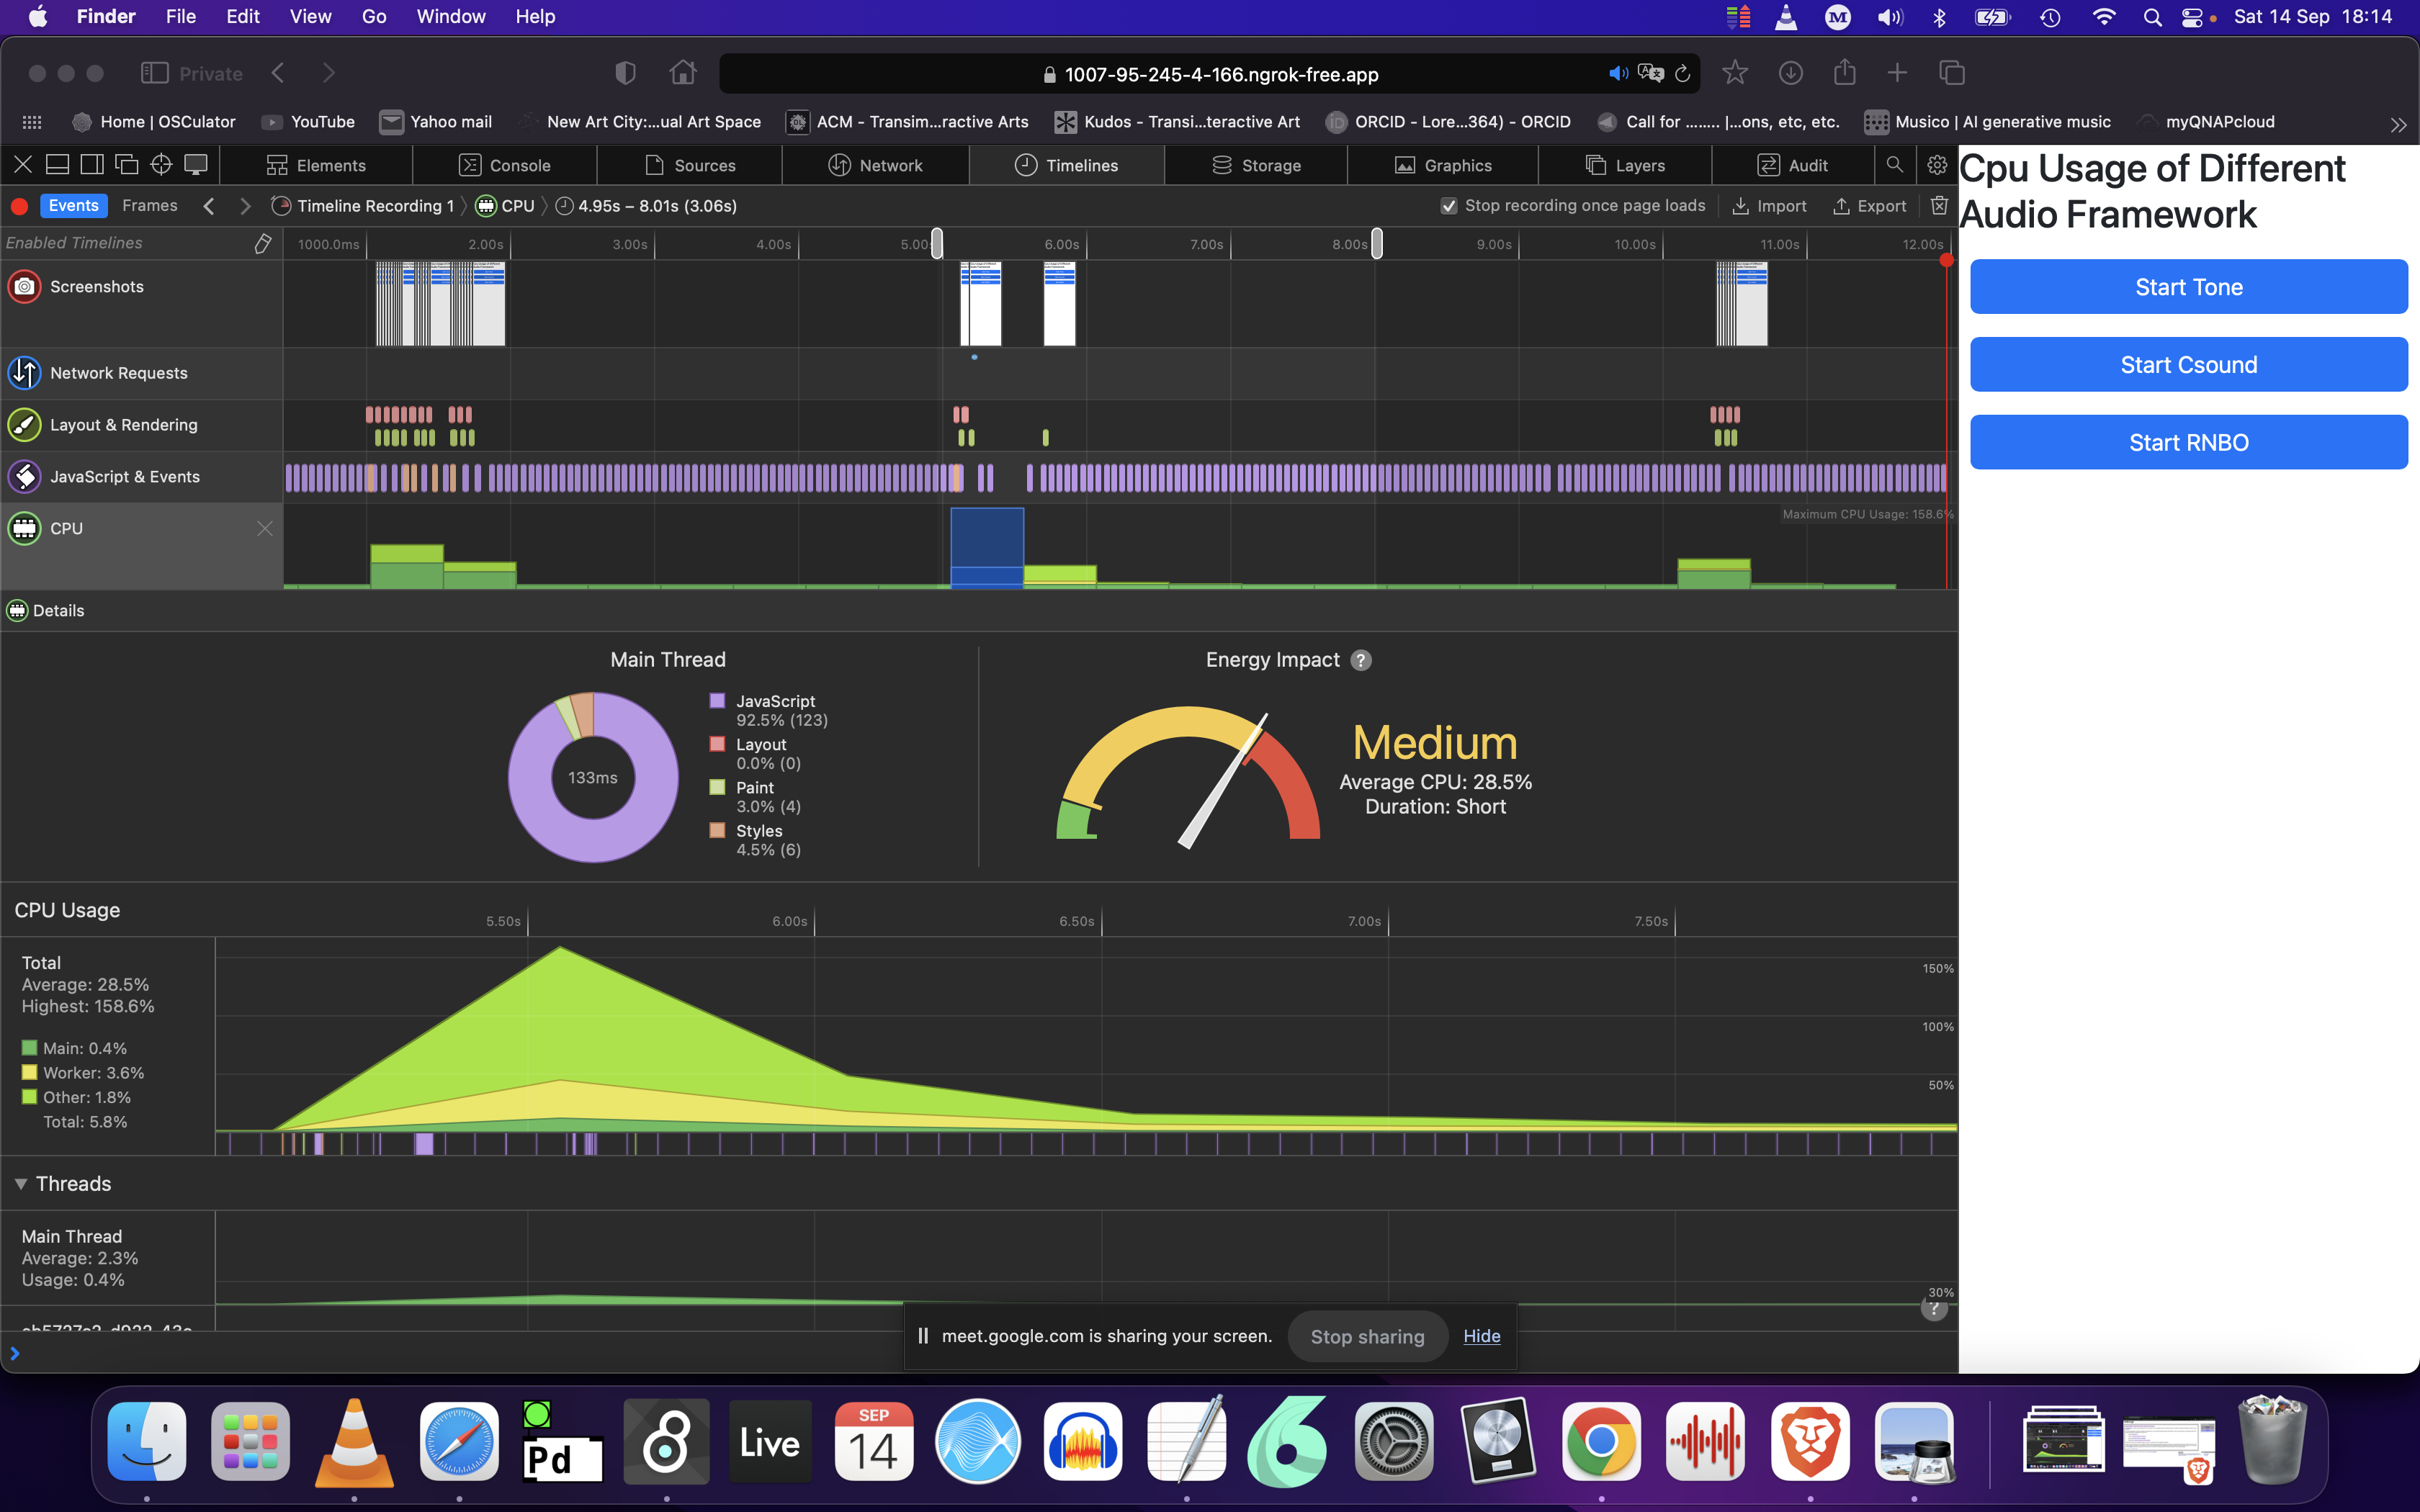 Finder File Edit View Go Window Help Sat 14 Sep 18:14
Private 1007-95-245-4-166.ngrok-free.app
Home | OSCulator YouTube Yahoo mail New Art City:...ual Art Space ACM - Transim...ractive Arts Kudos - Transi...teractive Art ORCID - Lore...364) - ORCID Call for ........ |...ons, etc, etc. Musico | AI generative music myQNAPcloud
Elements Console Sources Network Timelines Storage Graphics Layers Audit
Events Frames Timeline Recording 1 CPU 4.95s – 8.01s (3.06s) Stop recording once page loads Import Export
Enabled Timelines 1000.0ms 2.00s 3.00s 4.00s 5.00s 6.00s 7.00s 8.00s 9.00s 10.00s 11.00s 12.00s
Screenshots
Network Requests
Layout & Rendering
JavaScript & Events
CPU
Maximum CPU Usage: 158.6%
Details
Main Thread
133ms
JavaScript
92.5% (123)
Layout
0.0% (0)
Paint
3.0% (4)
Styles
4.5% (6)
Energy Impact ?
Medium
Average CPU: 28.5%
Duration: Short
CPU Usage 5.50s 6.00s 6.50s 7.00s 7.50s
Total
Average: 28.5%
Highest: 158.6%
Main: 0.4%
Worker: 3.6%
Other: 1.8%
Total: 5.8%
150%
100%
50%
Threads
Main Thread
Average: 2.3%
Usage: 0.4%
30%
?
meet.google.com is sharing your screen. Stop sharing Hide
Cpu Usage of Different
Audio Framework
Start Tone
Start Csound
Start RNBO
Pd
8
Live
SEP
14
6